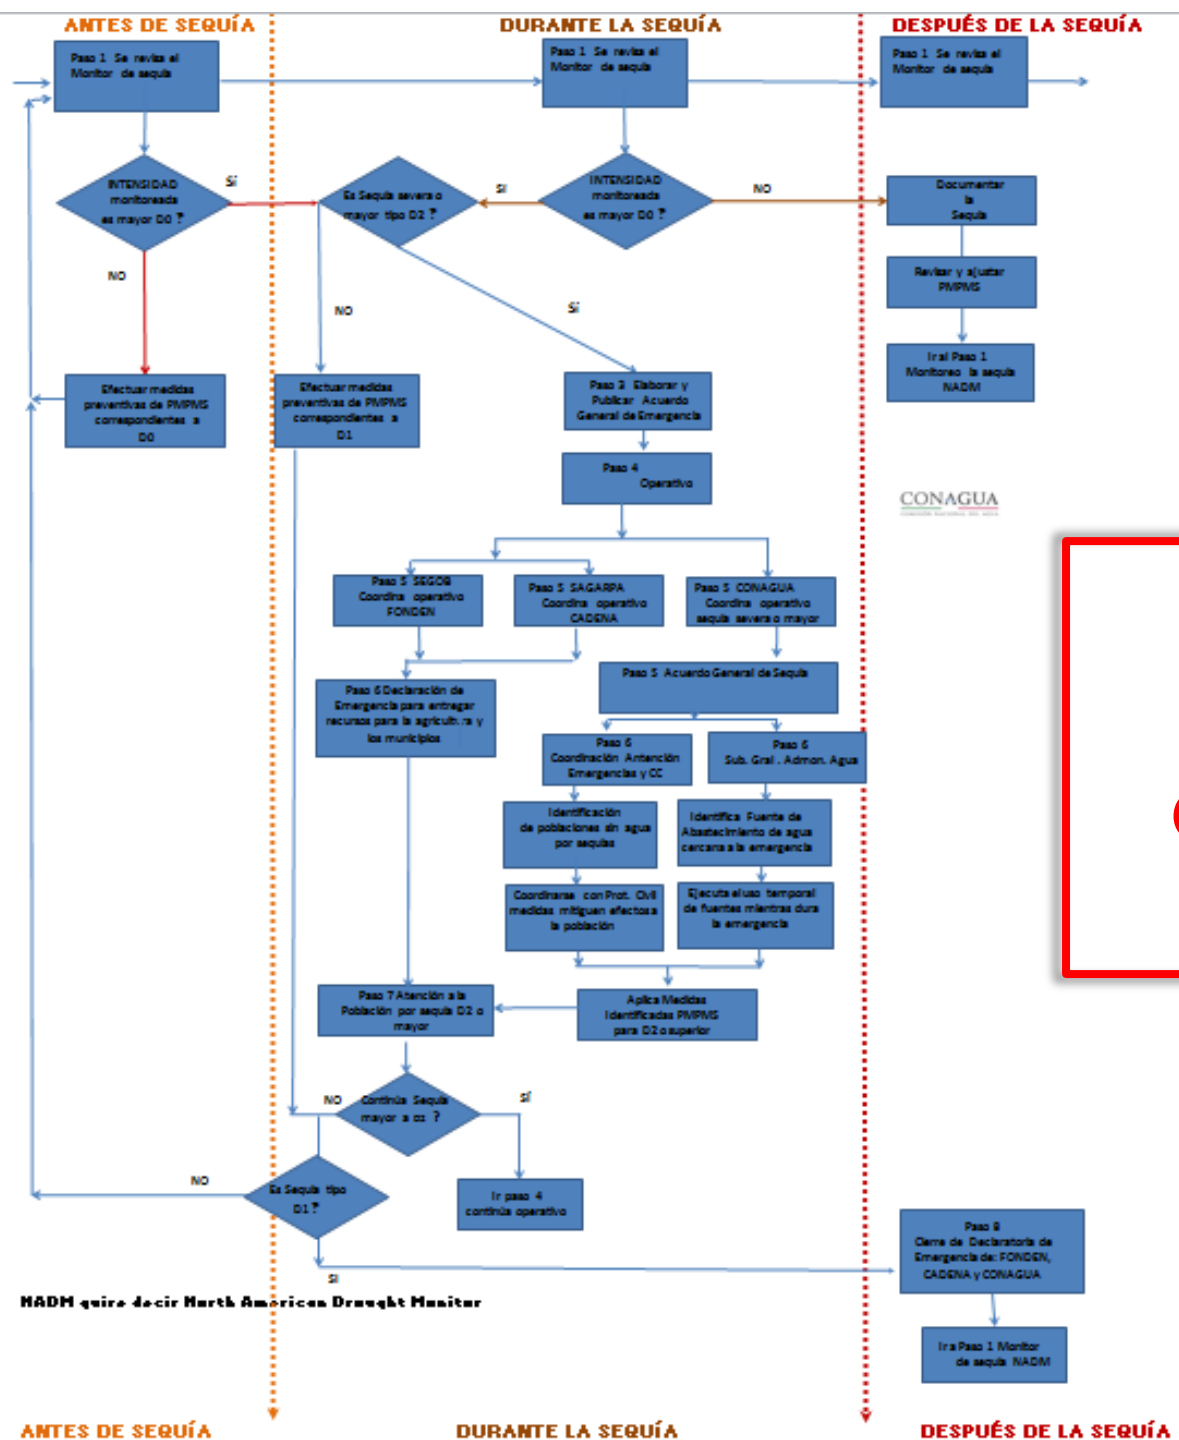 ANTES DE SEQUÍA
DURANTE LA SEQUÍA
DESPUÉS DE LA SEQUÍA
Paso 1 Se revisa el
Monitor de sequía
Paso 1 Se revisa el
Monitor de sequía
Paso 1 Se revisa el
Monitor de sequía
INTENSIDAD
monitoreada
es mayor D0 ?
SÍ
Es Sequía severa o
mayor tipo D2 ?
SI
INTENSIDAD
monitoreada
es mayor D0 ?
NO
Documentar
la
Sequía
NO
NO
SÍ
Revisar y ajustar
PMPMS
Ir al Paso 1
Monitoreo la sequía
NADM
Efectuar medidas
preventivas de PMPMS
correspondientes a
D0
Efectuar medidas
preventivas de PMPMS
correspondientes a
D1
Paso 3 Elaborar y
Publicar Acuerdo
General de Emergencia
Paso 4
Operativo
CONAGUA
Paso 5 SEGOB
Coordina operativo
FONDEN
Paso 5 SAGARPA
Coordina operativo
CADENA
Paso 5 CONAGUA
Coordina operativo
sequía severa o mayor
Paso 5 Acuerdo General de Sequía
Paso 6 Declaración de
Emergencia para entregar
recursos para la agricultura y
los municipios
Paso 6
Coordinación Antención
Emergencias y CC
Paso 6
Sub. Gral . Admon. Agua
Identificación
de poblaciones sin agua
por sequías
Identifica Fuente de
Abastecimiento de agua
cercana a la emergencia
Coordinarse con Prot. Civil
medidas mitiguen efectos a
la población
Ejecuta el uso temporal
de fuentes mientras dura
la emergencia
Paso 7 Atención a la
Población por sequía D2 o
mayor
Aplica Medidas
Identificadas PMPMS
para D2 o superior
NO
Continúa Sequía
mayor a ?
SÍ
NO
Es Sequía tipo
D1 ?
Ir paso 4
continúa operativo
SI
Paso 8
Cierre de Declaratoria de
Emergencia de: FONDEN,
CADENA y CONAGUA
NADM quire decir North American Drought Monitor
Ir a Paso 1 Monitor
de sequía NADM
ANTES DE SEQUÍA
DURANTE LA SEQUÍA
DESPUÉS DE LA SEQUÍA